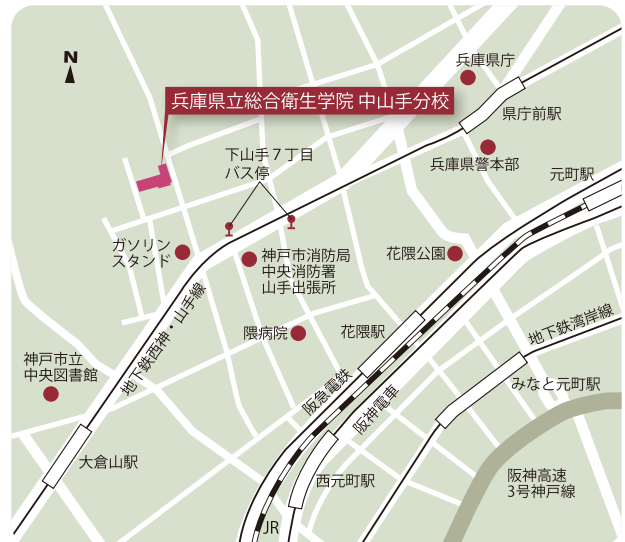 N
兵庫県庁
兵庫県立総合衛生学院 中山手分校
県庁前駅
下山手7丁目
バス停
兵庫県警本部
元町駅
ガソリン
スタンド
神戸市消防局
中央消防署
山手出張所
花隈公園
地下鉄西神・山手線
隈病院
花隈駅
地下鉄湾岸線
神戸市立
中央図書館
阪急電鉄
阪神電車
みなと元町駅
大倉山駅
西元町駅
阪神高速
3号神戸線
JR